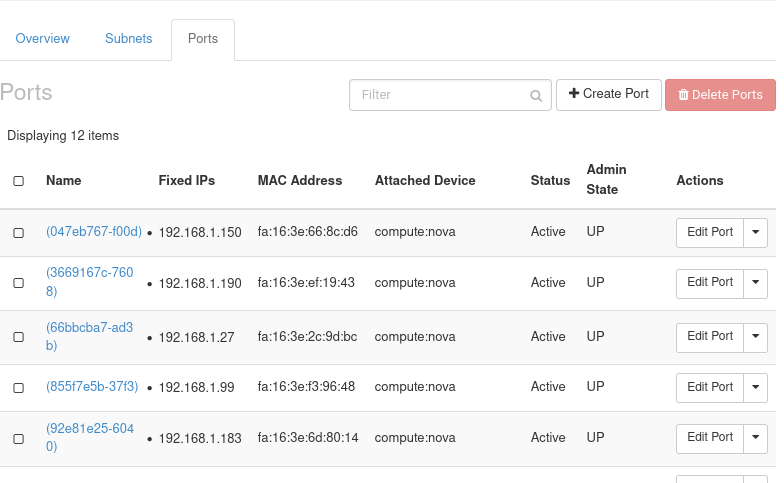 Overview Subnets Ports
Ports Filter Create Port Delete Ports
Displaying 12 items
Name Fixed IPs MAC Address Attached Device Status Admin State Actions
(047eb767-f00d) • 192.168.1.150 fa:16:3e:66:8c:d6 compute:nova Active UP Edit Port
(3669167c-760
8) • 192.168.1.190 fa:16:3e:ef:19:43 compute:nova Active UP Edit Port
(66bbcba7-ad3
b) • 192.168.1.27 fa:16:3e:2c:9d:bc compute:nova Active UP Edit Port
(855f7e5b-37f3) • 192.168.1.99 fa:16:3e:f3:96:48 compute:nova Active UP Edit Port
(92e81e25-604
0) • 192.168.1.183 fa:16:3e:6d:80:14 compute:nova Active UP Edit Port